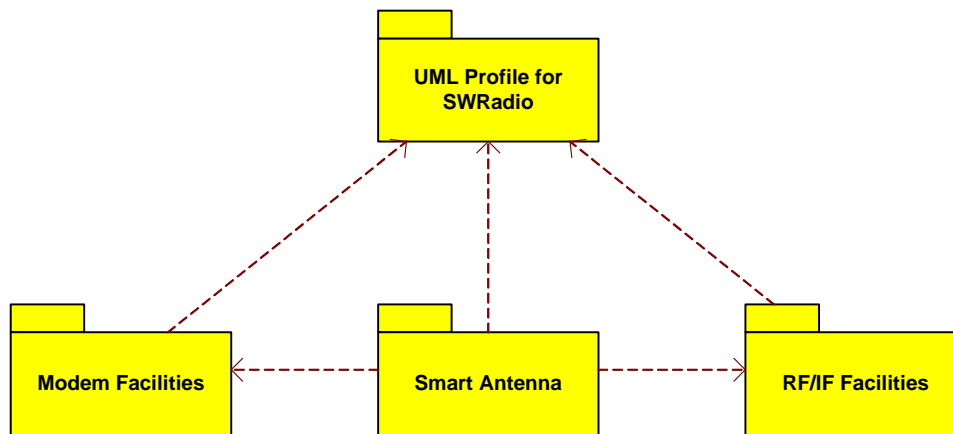 UML Profile for
SWRadio
Modem Facilities
Smart Antenna
RF/IF Facilities